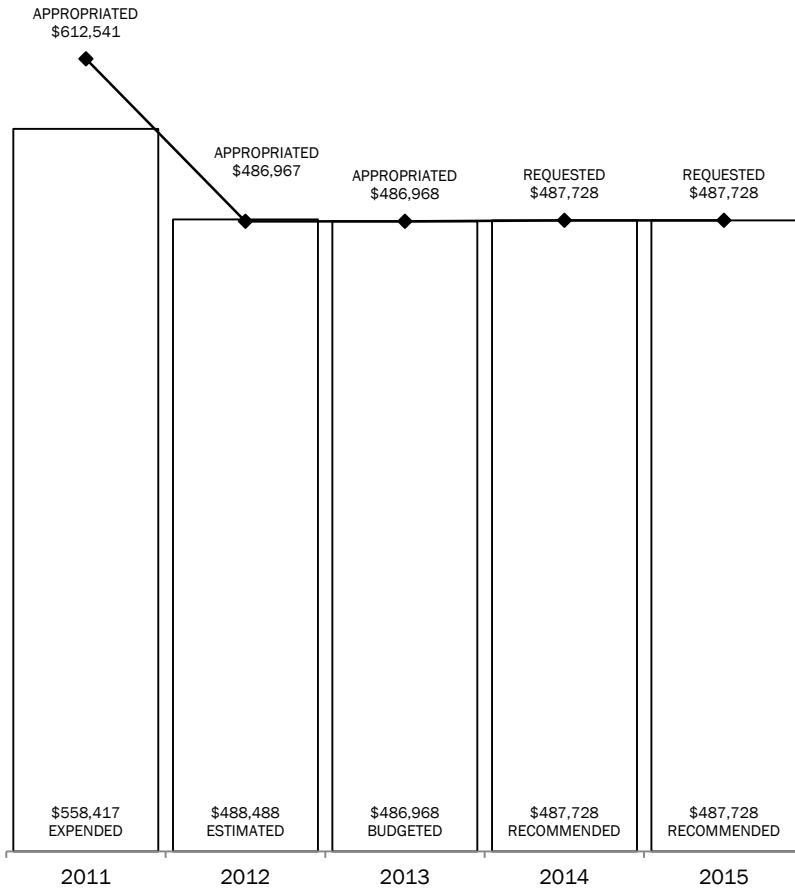 APPROPRIATED
$612,541
APPROPRIATED
$486,967
APPROPRIATED
$486,968
REQUESTED
$487,728
REQUESTED
$487,728
$558,417
EXPENDED
$488,488
ESTIMATED
$486,968
BUDGETED
$487,728
RECOMMENDED
$487,728
RECOMMENDED
2011
2012
2013
2014
2015